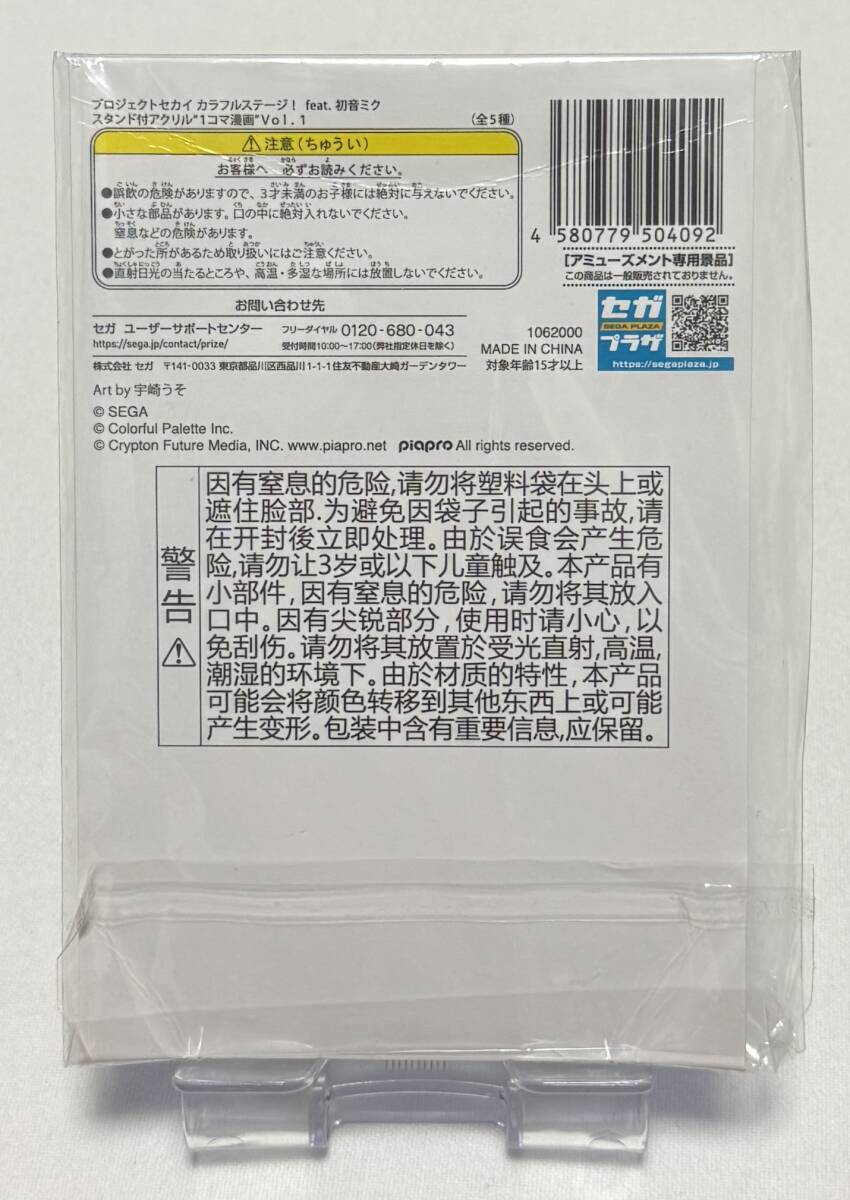 プロジェクトセカイ カラフルステージ！ feat. 初音ミク
スタンド付アクリル"1コマ漫画"Vol.1 （全5種）
⚠注意（ちゅうい）
お客様へ 必ずお読みください。
●誤飲の危険がありますので、3才未満のお子様には絶対に与えないでください。
●小さな部品があります。口の中に絶対入れないでください。
窒息などの危険があります。
●とがった所があるため取り扱いにはご注意ください。
●直射日光の当たるところや、高温・多湿な場所には放置しないでください。
4 580779 504092
【アミューズメント専用景品】
この商品は一般販売されておりません。
お問い合わせ先
セガ ユーザーサポートセンター フリーダイヤル 0120-680-043
https://sega.jp/contact/prize/ 受付時間10:00〜17:00（弊社指定休日を除く）
株式会社 セガ 〒141-0033 東京都品川区西品川1-1-1住友不動産大崎ガーデンタワー
1062000
MADE IN CHINA
対象年齢15才以上
セガ
SEGA PLAZA
プラザ
https://segaplaza.jp
Art by 宇崎うそ
© SEGA
© Colorful Palette Inc.
© Crypton Future Media, INC. www.piapro.net piapro All rights reserved.
警告⚠
因有窒息的危险,请勿将塑料袋在头上或
遮住脸部.为避免因袋子引起的事故,请
在开封後立即处理。由於误食会产生危
险,请勿让3岁或以下儿童触及。本产品有
小部件,因有窒息的危险,请勿将其放入
口中。因有尖锐部分,使用时请小心,以
免刮伤。请勿将其放置於受光直射,高温,
潮湿的环境下。由於材质的特性,本产品
可能会将颜色转移到其他东西上或可能
产生变形。包装中含有重要信息,应保留。